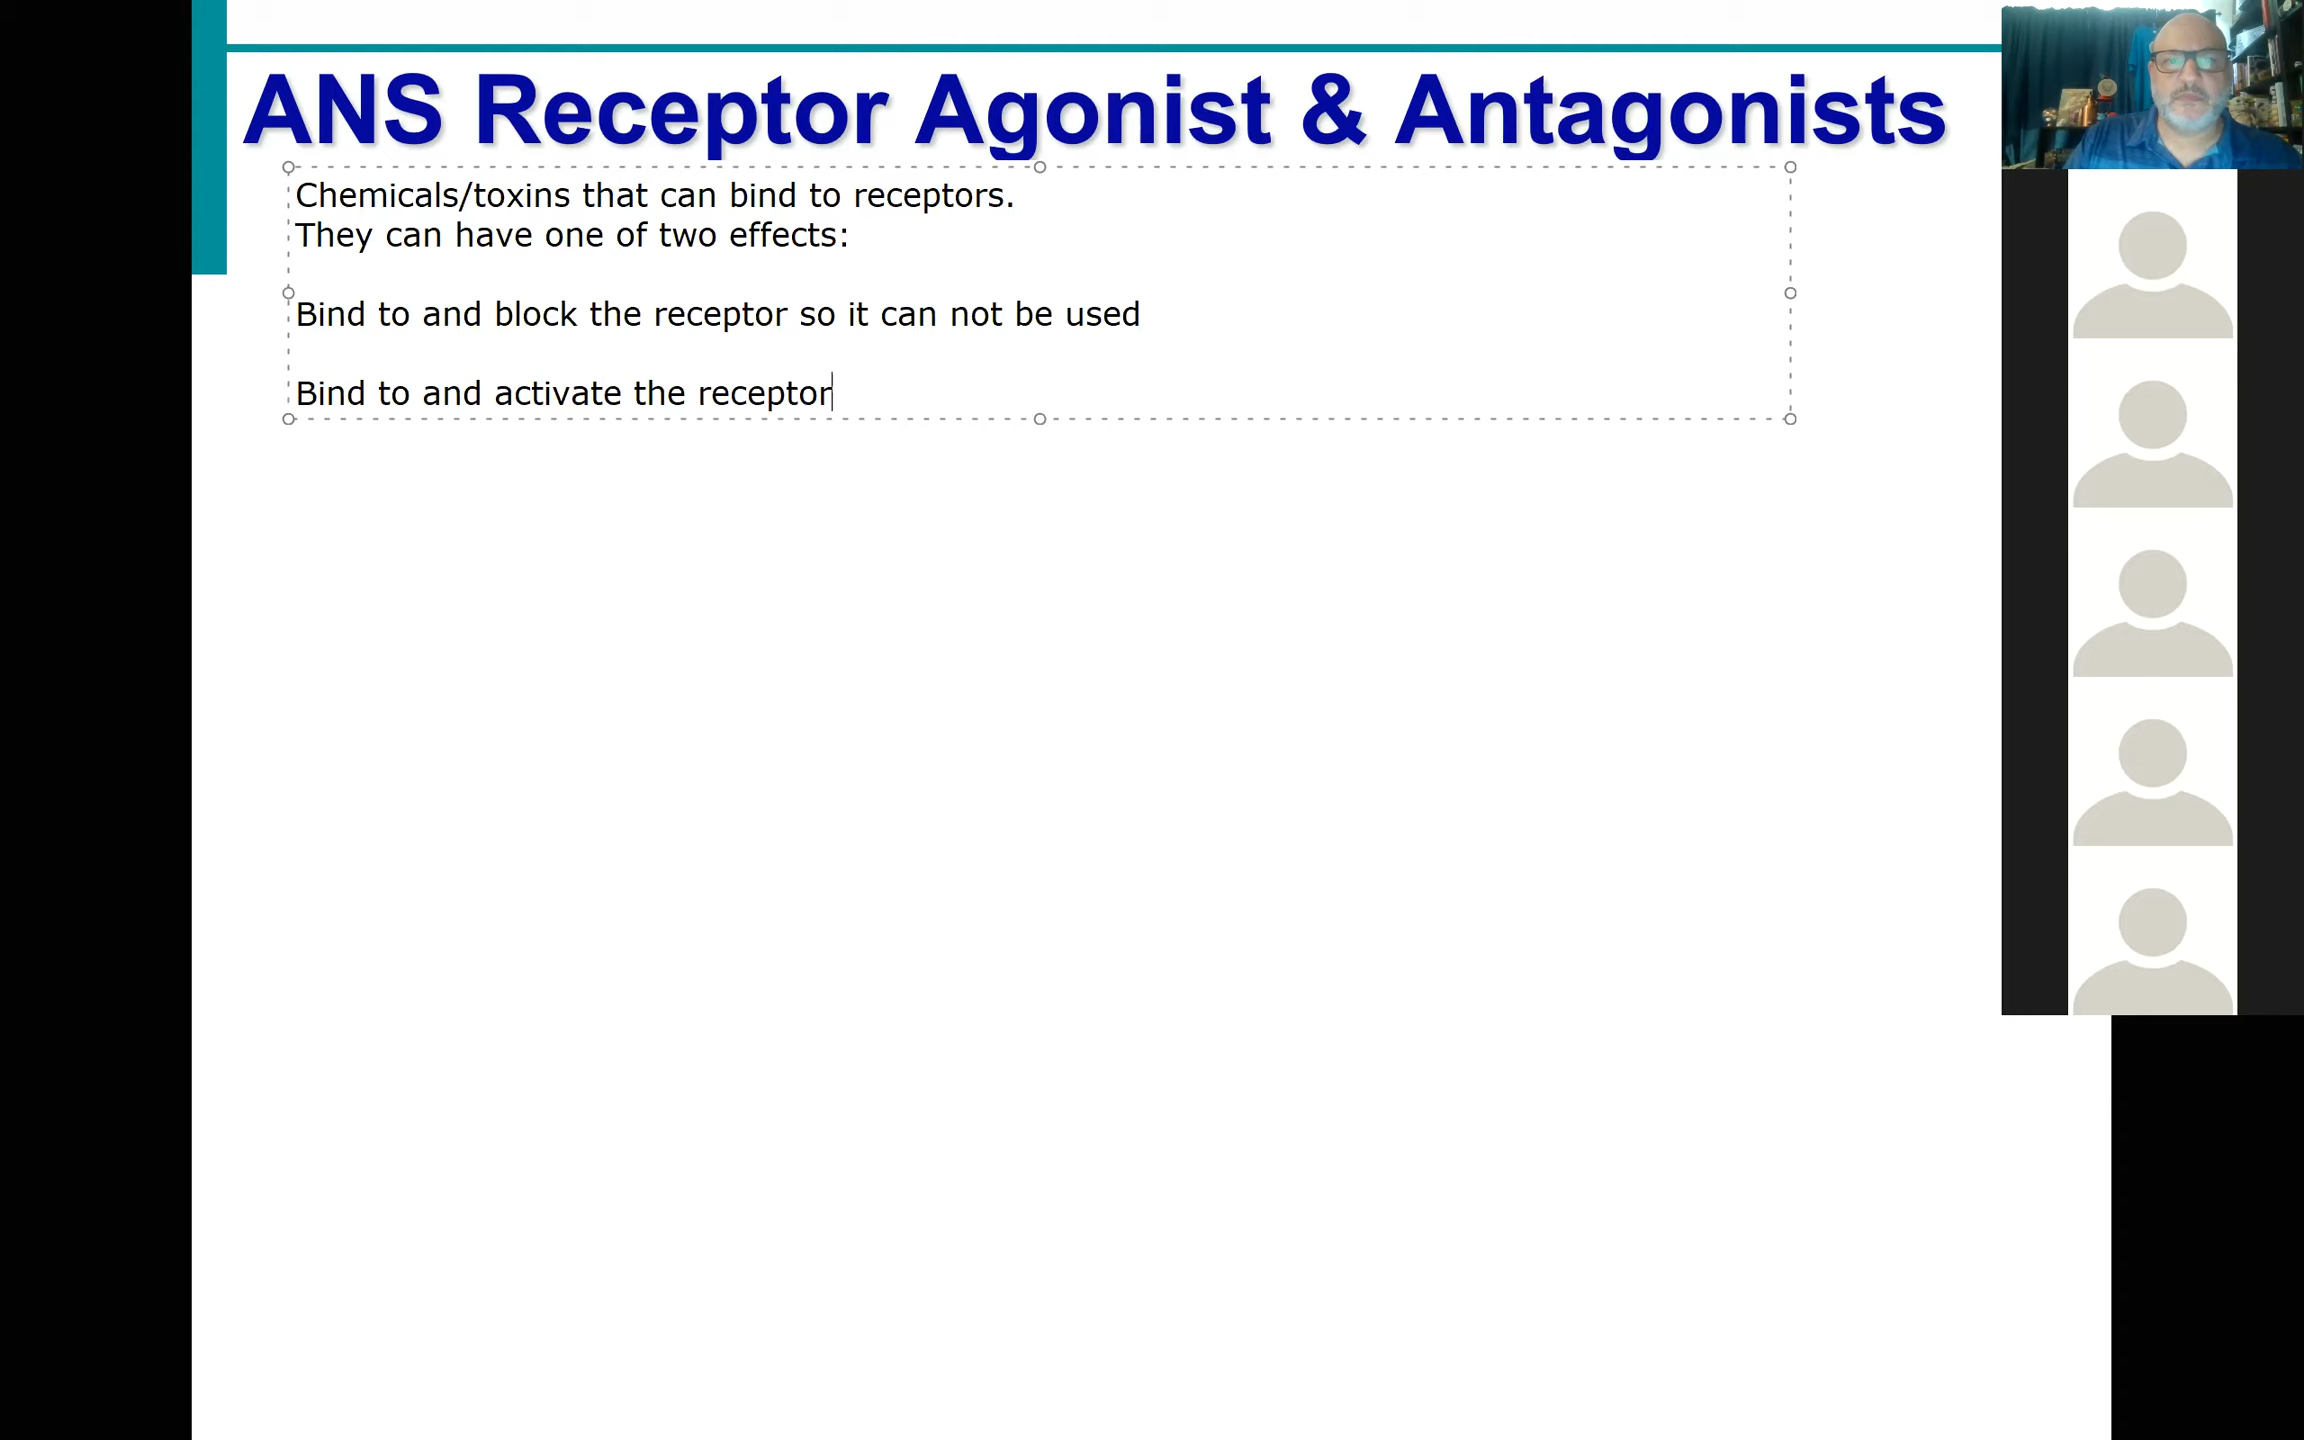 ANS Receptor Agonist & Antagonists
Chemicals/toxins that can bind to receptors.
They can have one of two effects:
Bind to and block the receptor so it can not be used
Bind to and activate the receptor